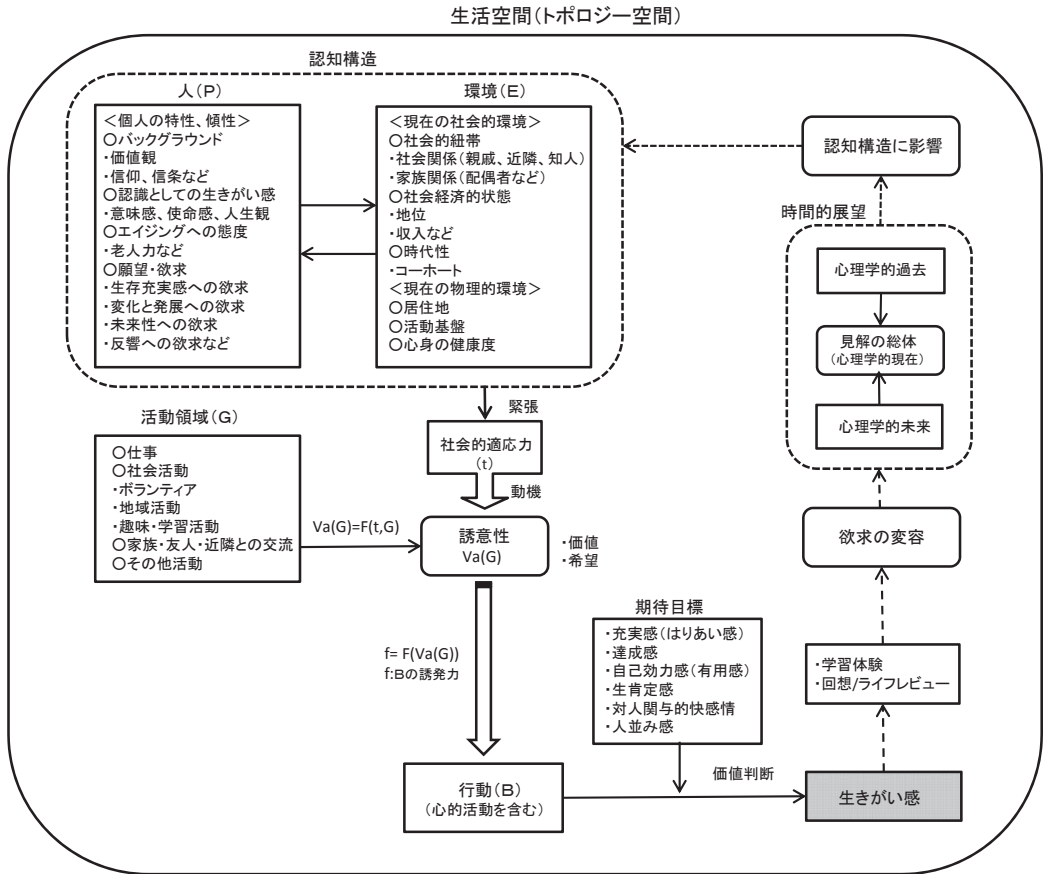 生活空間(トポロジー空間)
認知構造
人(P)
<個人の特性、傾性>
○バックグラウンド
・価値観
・信仰、信条など
○認識としての生きがい感
・意味感、使命感、人生観
○エイジングへの態度
・老人力など
○願望・欲求
・生存充実感への欲求
・変化と発展への欲求
・未来性への欲求
・反響への欲求など
環境(E)
<現在の社会的環境>
○社会的紐帯
・社会関係(親戚、近隣、知人)
・家族関係(配偶者など)
○社会経済的状態
・地位
・収入など
○時代性
・コーホート
<現在の物理的環境>
○居住地
○活動基盤
○心身の健康度
緊張
社会的適応力
(t)
動機
活動領域(G)
○仕事
○社会活動
・ボランティア
・地域活動
・趣味・学習活動
○家族・友人・近隣との交流
○その他活動
Va(G)=F(t,G)
誘意性
Va(G)
・価値
・希望
f= F(Va(G))
f:Bの誘発力
行動(B)
(心的活動を含む)
期待目標
・充実感(はりあい感)
・達成感
・自己効力感(有用感)
・生肯定感
・対人関与的快感情
・人並み感
価値判断
生きがい感
・学習体験
・回想/ライフレビュー
欲求の変容
時間的展望
心理学的過去
見解の総体
(心理学的現在)
心理学的未来
認知構造に影響